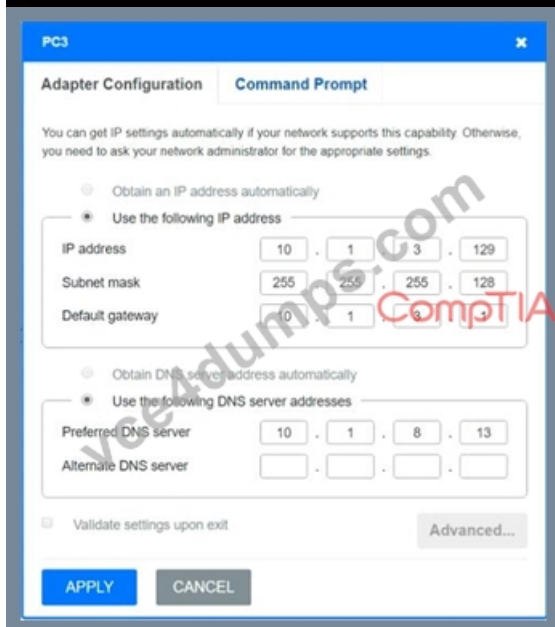 PC3 ×
Adapter Configuration Command Prompt
You can get IP settings automatically if your network supports this capability. Otherwise,
you need to ask your network administrator for the appropriate settings.
Obtain an IP address automatically
Use the following IP address
IP address 10 . 1 . 3 . 129
Subnet mask 255 . 255 . 255 . 128
Default gateway 10 . 1 . 3 . 1
CompTIA
Obtain DNS server address automatically
Use the following DNS server addresses
Preferred DNS server 10 . 1 . 8 . 13
Alternate DNS server . . .
Validate settings upon exit
Advanced...
APPLY CANCEL
vce4dumps.com